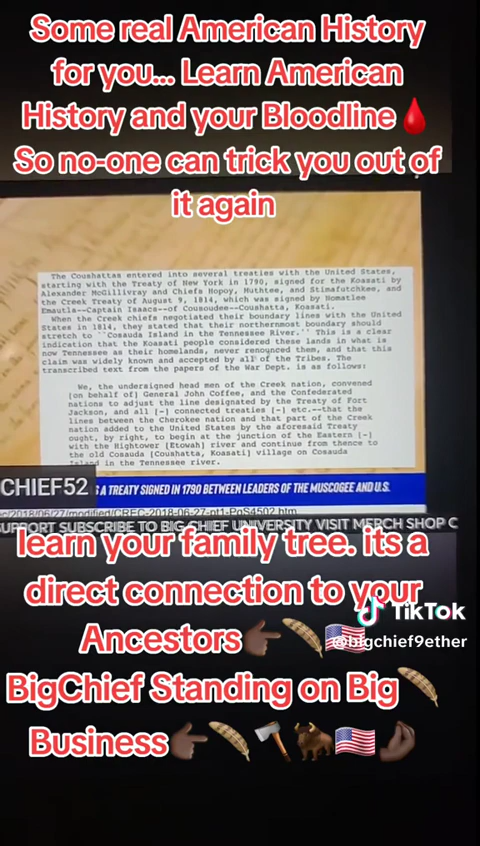 Some real American History
for you... Learn American
History and your Bloodline🩸
So no-one can trick you out of
it again
The Coushattas entered into several treaties with the United States,
starting with the Treaty of New York in 1790, signed for the Koasati by
Alexander McGillivray and Chiefs Hopoy, Muthtee, and Stimafutchkee, and
the Creek Treaty of August 9, 1814, which was signed by Nomatlee
Emautla--Captain Isaacs--of Cousoudee--Coushatta, Koasati.
When the Creek chiefs negotiated their boundary lines with the United
States in 1814, they stated that their northernmost boundary should
stretch to ``Cosauda Island in the Tennessee River.'' This is a clear
indication that the Koasati people considered these lands in what is
now Tennessee as their homelands, never renounced them, and that this
claim was widely known and accepted by all of the Tribes. The
transcribed text from the papers of the War Dept. is as follows:
We, the undersigned head men of the Creek nation, convened
[on behalf of] General John Coffee, and the Confederated
nations to adjust the line designated by the Treaty of Fort
Jackson, and all [-] connected treaties [-] etc.--that the
lines between the Cherokee nation and that part of the Creek
nation added to the United States by the aforesaid Treaty
ought, by right, to begin at the junction of the Eastern [-]
with the Hightower [Etowah] river and continue from thence to
the old Cosauda [Coushatta, Koasati] village on Cosauda
Island in the Tennessee river.
CHIEF52
S A TREATY SIGNED IN 1790 BETWEEN LEADERS OF THE MUSCOGEE AND U.S.
c/2018/06/27/modified/CREC-2018-06-27-pt1-PgS4502.htm
SUPPORT SUBSCRIBE TO BIG CHIEF UNIVERSITY VISIT MERCH SHOP C
learn your family tree. its a
direct connection to your
Ancestors
TikTok
@bigchief9ether
BigChief Standing on Big
Business